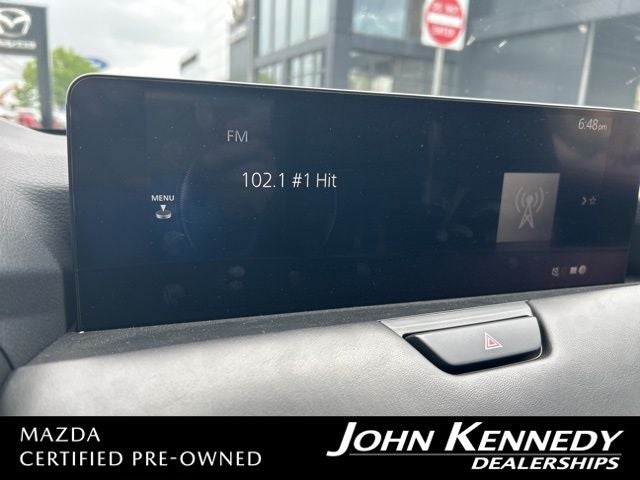 mazda
DO NOT
ENTER
FM
6:48pm
102.1 #1 Hit
MENU
MAZDA
CERTIFIED PRE-OWNED
JOHN KENNEDY
DEALERSHIPS.